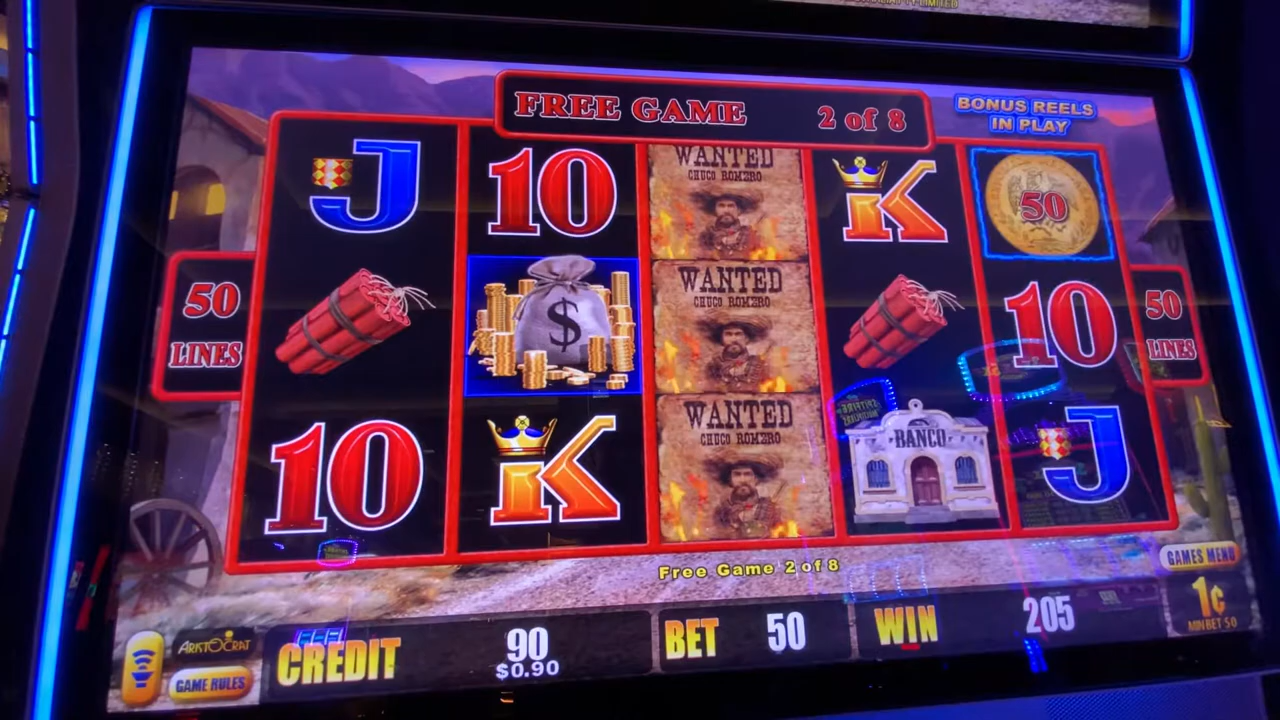 FREE GAME 2 of 8
BONUS REELS
IN PLAY
J
10
WANTED
CHUCO ROMERO
K
50
50
LINES
$
WANTED
CHUCO ROMERO
10
50
LINES
10
K
WANTED
CHUCO ROMERO
BANCO
J
Free Game 2 of 8
GAMES MENU
ARISTOCRAT
GAME RULES
CREDIT
90
$0.90
BET 50
WIN 205
1¢
MIN BET 50